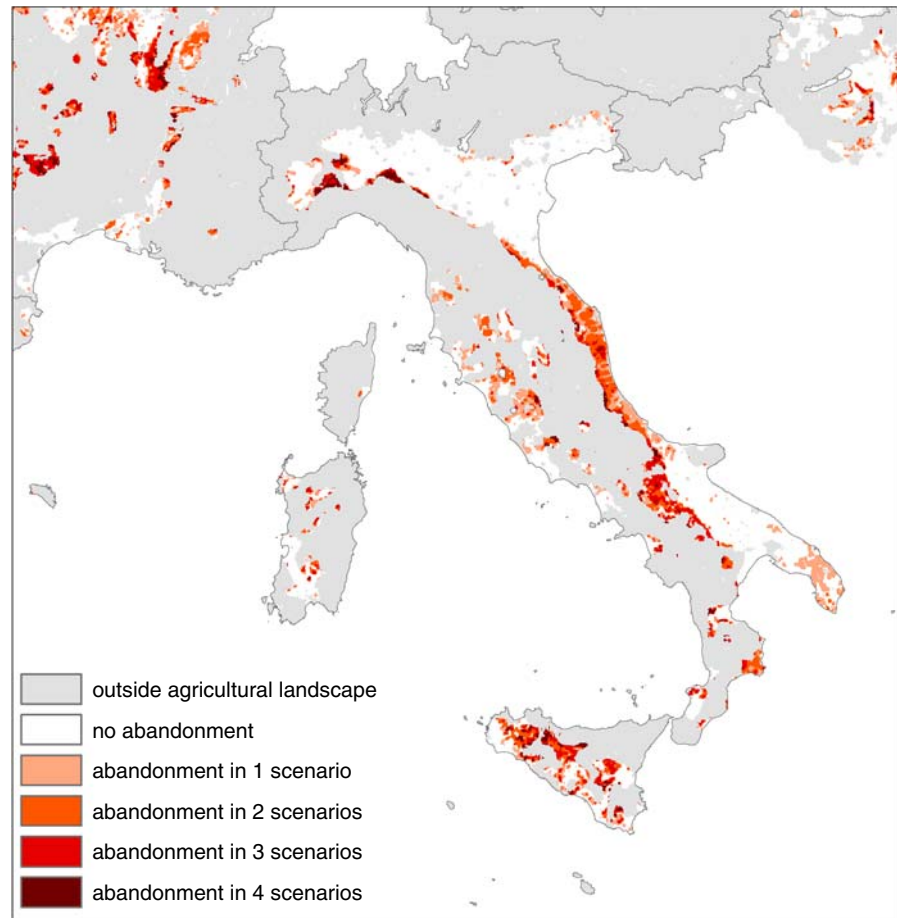 outside agricultural landscape
no abandonment
abandonment in 1 scenario
abandonment in 2 scenarios
abandonment in 3 scenarios
abandonment in 4 scenarios